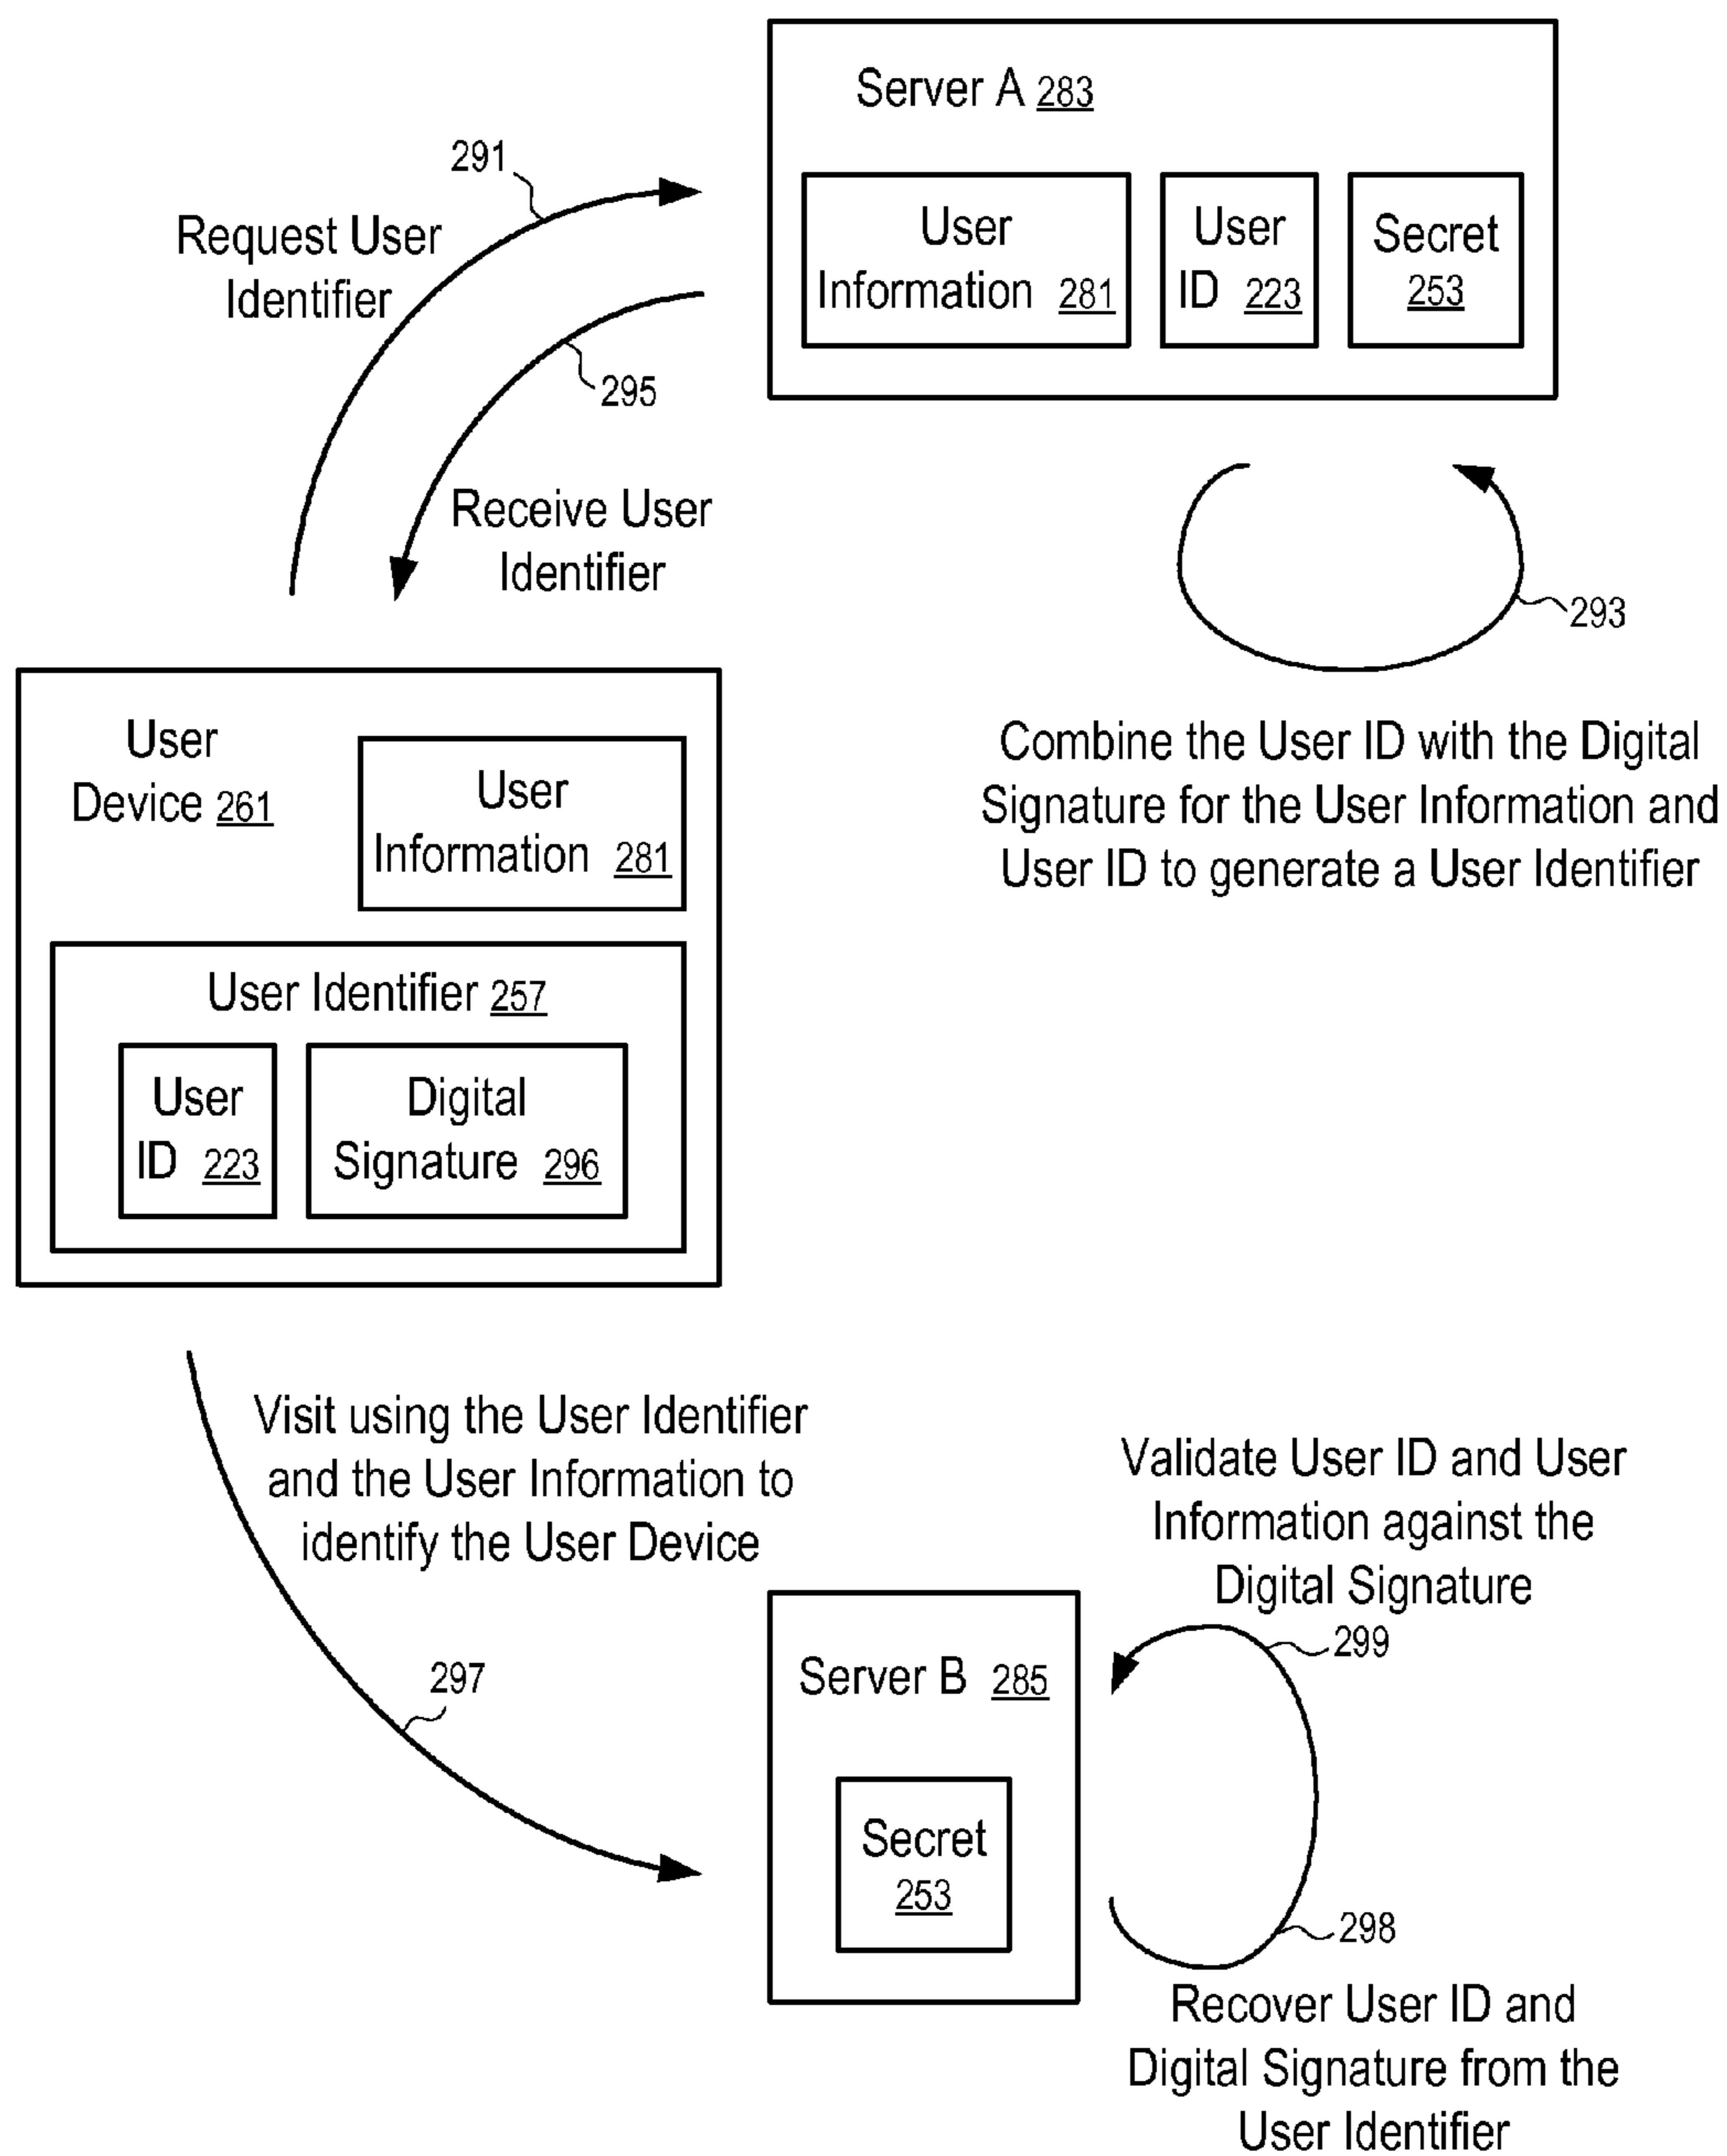 Server A 283
291
Request User
Identifier
User
Information 281
User
ID 223
Secret
253
295
Receive User
Identifier
293
Combine the User ID with the Digital
Signature for the User Information and
User ID to generate a User Identifier
User
Device 261
User
Information 281
User Identifier 257
User
ID 223
Digital
Signature 296
Visit using the User Identifier
and the User Information to
identify the User Device
297
Validate User ID and User
Information against the
Digital Signature
299
Server B 285
Secret
253
298
Recover User ID and
Digital Signature from the
User Identifier